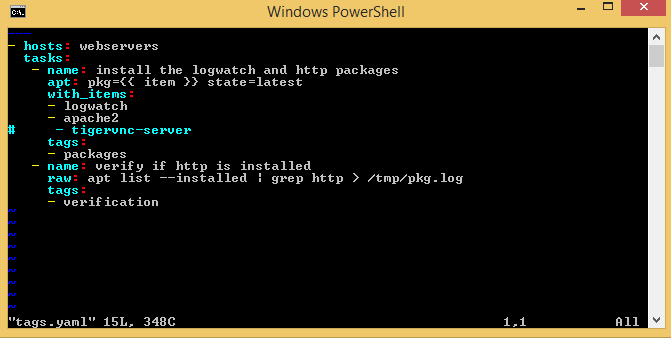 Windows PowerShell
---
- hosts: webservers
  tasks:
   - name: install the logwatch and http packages
     apt: pkg={{ item }} state=latest
     with_items:
     - logwatch
     - apache2
#     - tigervnc-server
     tags:
     - packages
   - name: verify if http is installed
     raw: apt list --installed | grep http > /tmp/pkg.log
     tags:
     - verification
~
~
~
~
~
~
~
~
~
"tags.yaml" 15L, 348C 1,1 All